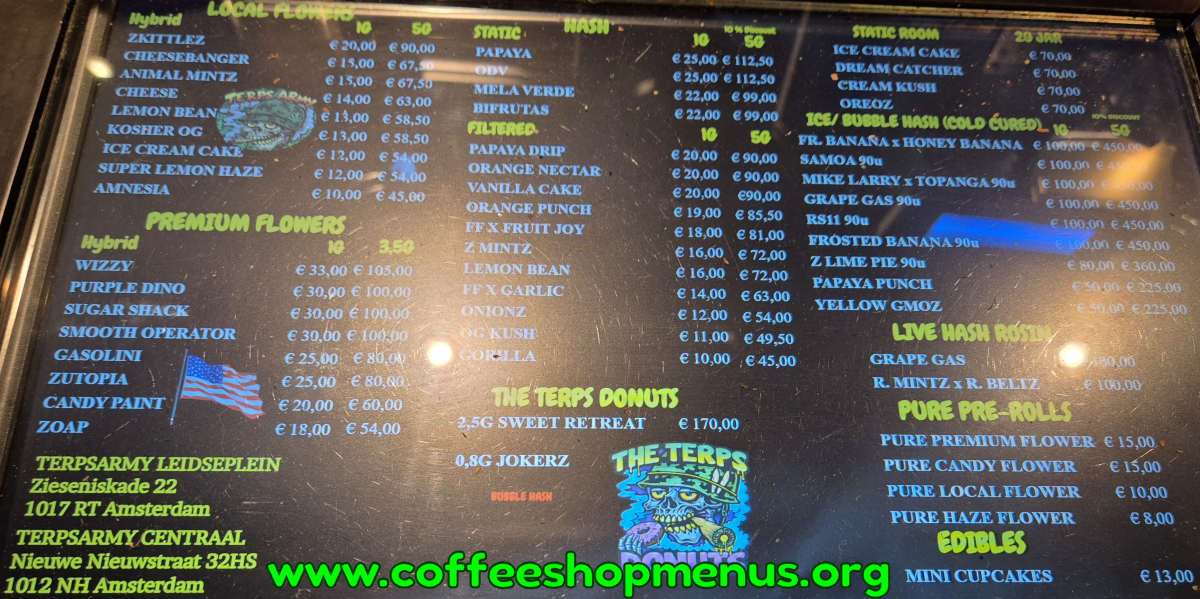 LOCAL FLOWERS
Hybrid 1G 5G
ZKITTLEZ € 20,00 € 90,00
CHEESEBANGER € 15,00 € 67,50
ANIMAL MINTZ € 15,00 € 67,50
CHEESE € 14,00 € 63,00
LEMON BEAN € 13,00 € 58,50
KOSHER OG € 13,00 € 58,50
ICE CREAM CAKE € 12,00 € 54,00
SUPER LEMON HAZE € 12,00 € 54,00
AMNESIA € 10,00 € 45,00
TERPSARMY
PREMIUM FLOWERS
Hybrid 1G 3,5G
WIZZY € 33,00 € 105,00
PURPLE DINO € 30,00 € 100,00
SUGAR SHACK € 30,00 € 100,00
SMOOTH OPERATOR € 30,00 € 100,00
GASOLINI € 25,00 € 80,00
ZUTOPIA € 25,00 € 80,00
CANDY PAINT € 20,00 € 60,00
ZOAP € 18,00 € 54,00
TERPSARMY LEIDSEPLEIN
Zieseniskade 22
1017 RT Amsterdam
TERPSARMY CENTRAAL
Nieuwe Nieuwstraat 32HS
1012 NH Amsterdam
HASH
10 % Discount
STATIC 1G 5G
PAPAYA € 25,00 € 112,50
ODV € 25,00 € 112,50
MELA VERDE € 22,00 € 99,00
BIFRUTAS € 22,00 € 99,00
FILTERED 1G 5G
PAPAYA DRIP € 20,00 € 90,00
ORANGE NECTAR € 20,00 € 90,00
VANILLA CAKE € 20,00 €90,00
ORANGE PUNCH € 19,00 € 85,50
FF X FRUIT JOY € 18,00 € 81,00
Z MINTZ € 16,00 € 72,00
LEMON BEAN € 16,00 € 72,00
FF X GARLIC € 14,00 € 63,00
ONIONZ € 12,00 € 54,00
OG KUSH € 11,00 € 49,50
GORILLA € 10,00 € 45,00
THE TERPS DONUTS
2,5G SWEET RETREAT € 170,00
0,8G JOKERZ
BUBBLE HASH
THE TERPS
DONUTS
STATIC ROOM 2G JAR
ICE CREAM CAKE € 70,00
DREAM CATCHER € 70,00
CREAM KUSH € 70,00
OREOZ € 70,00
10% DISCOUNT
ICE/ BUBBLE HASH (COLD CURED) 1G 5G
FR. BANANA x HONEY BANANA € 100,00 € 450,00
SAMOA 90u € 100,00
MIKE LARRY x TOPANGA 90u € 100,00 € 450,00
GRAPE GAS 90u € 100,00 € 450,00
RS11 90u € 100,00 € 450,00
FROSTED BANANA 90u € 100,00 € 450,00
Z LIME PIE 90u € 80,00 € 360,00
PAPAYA PUNCH € 50,00 € 225,00
YELLOW GMOZ € 50,00 € 225,00
LIVE HASH ROSIN
GRAPE GAS
R. MINTZ x R. BELTZ € 100,00
PURE PRE-ROLLS
PURE PREMIUM FLOWER € 15,00
PURE CANDY FLOWER € 15,00
PURE LOCAL FLOWER € 10,00
PURE HAZE FLOWER € 8,00
EDIBLES
MINI CUPCAKES € 13,00
www.coffeeshopmenus.org